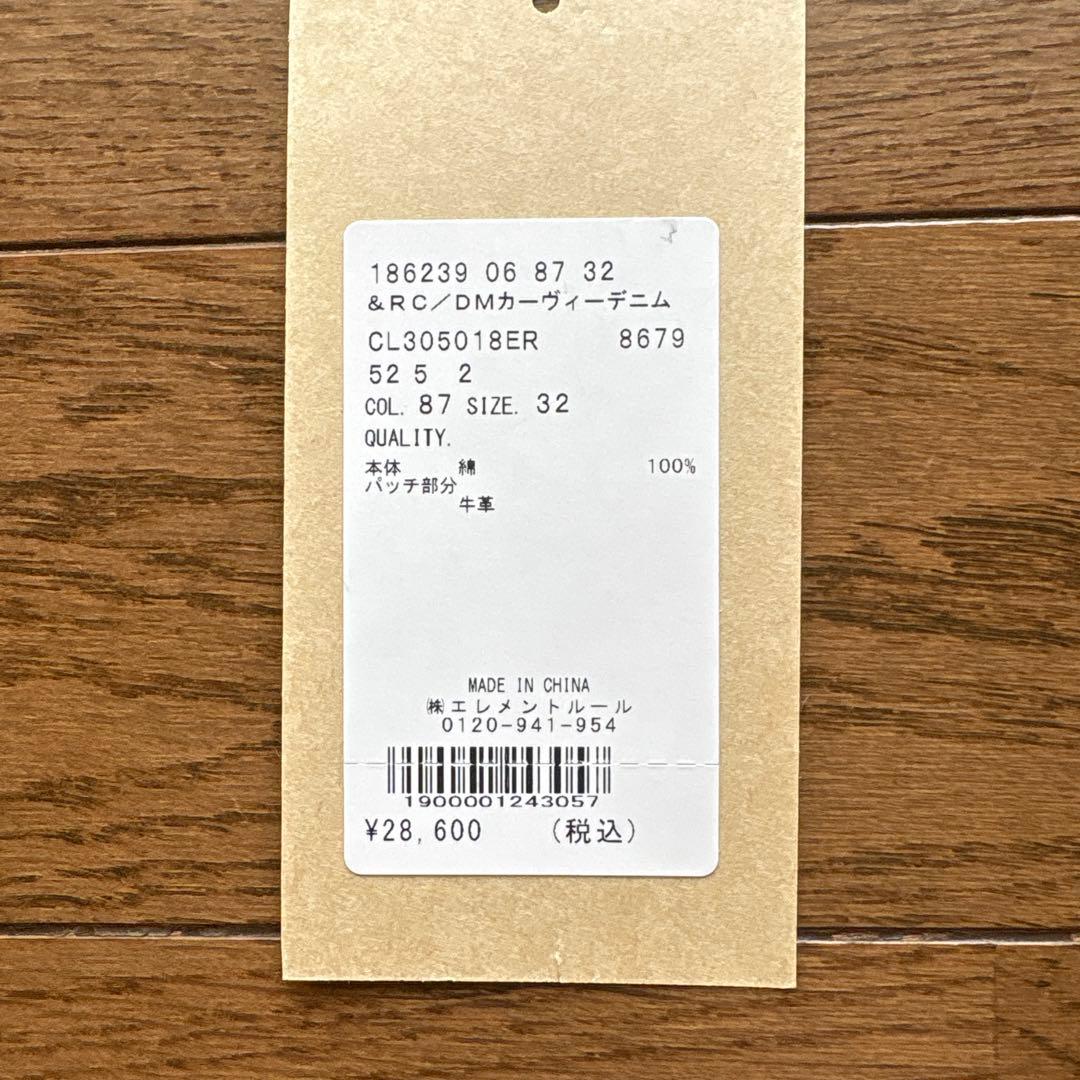 186239 06 87 32
＆ＲＣ／ＤＭカーヴィーデニム
CL305018ER 8679
52 5 2
COL. 87 SIZE. 32
QUALITY.
本体 綿 100%
パッチ部分
牛革
MADE IN CHINA
㈱エレメントルール
0120-941-954
1900001243057
¥28,600 (税込)